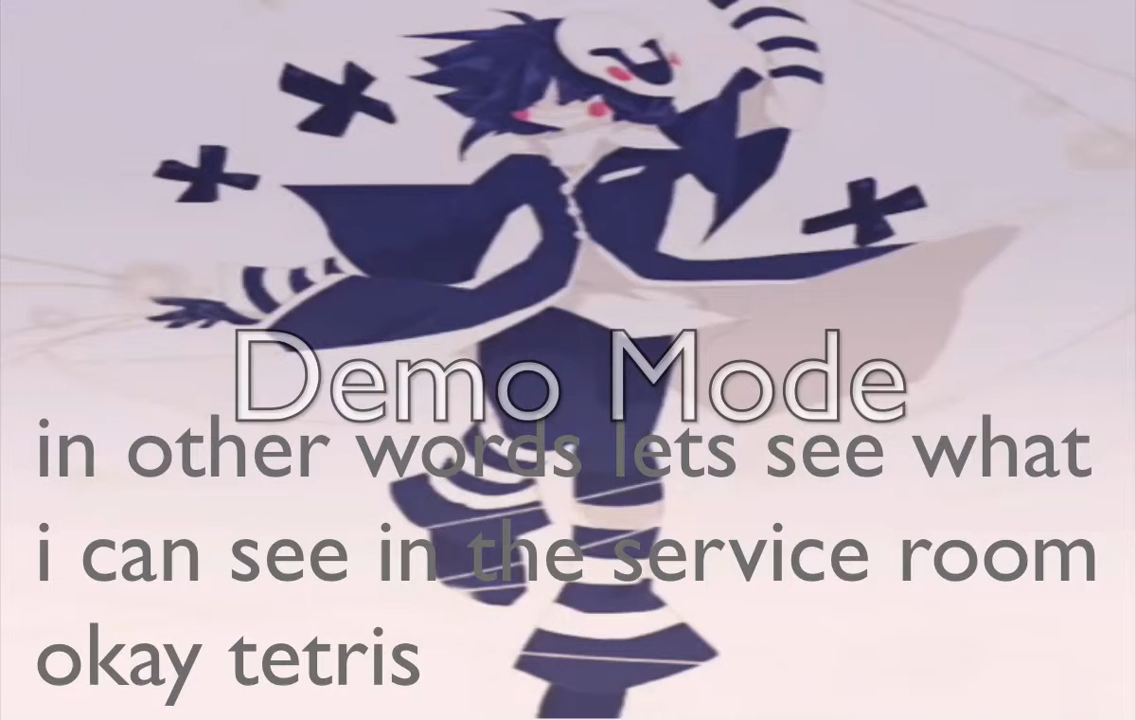 Demo Mode
in other words lets see what
i can see in the service room
okay tetris